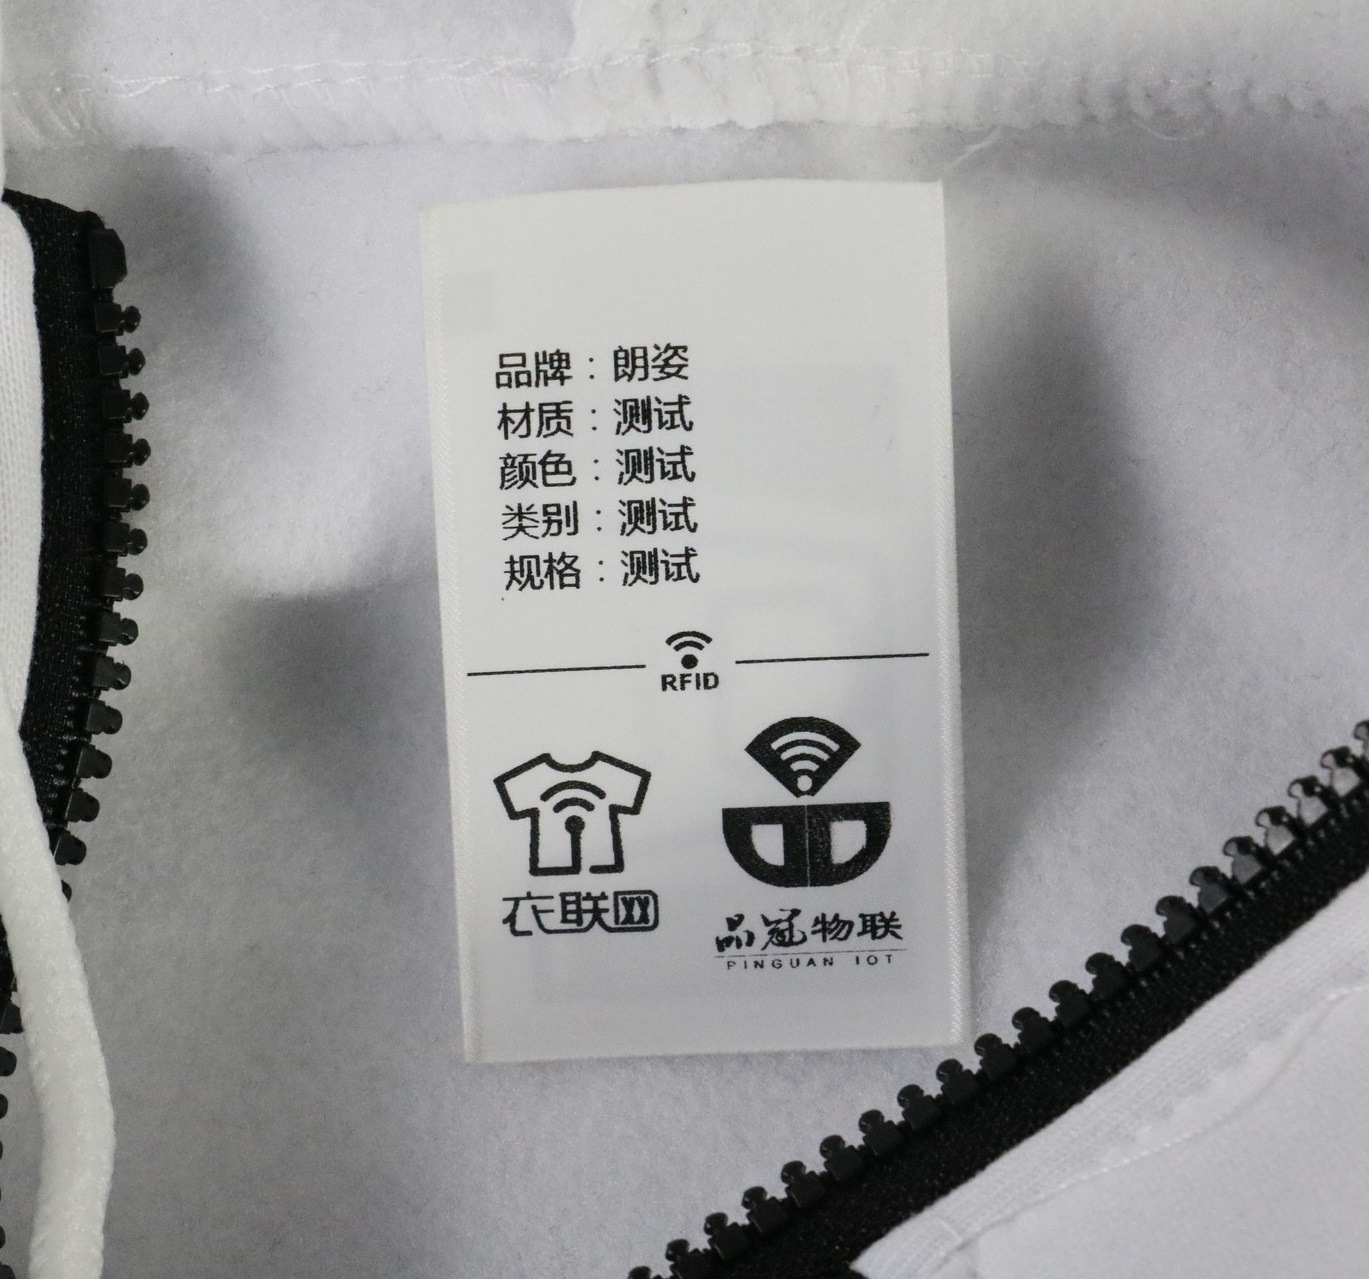 品牌：朗姿
材质：测试
颜色：测试
类别：测试
规格：测试
RFID
衣联网
品冠物联
PINGUAN IOT